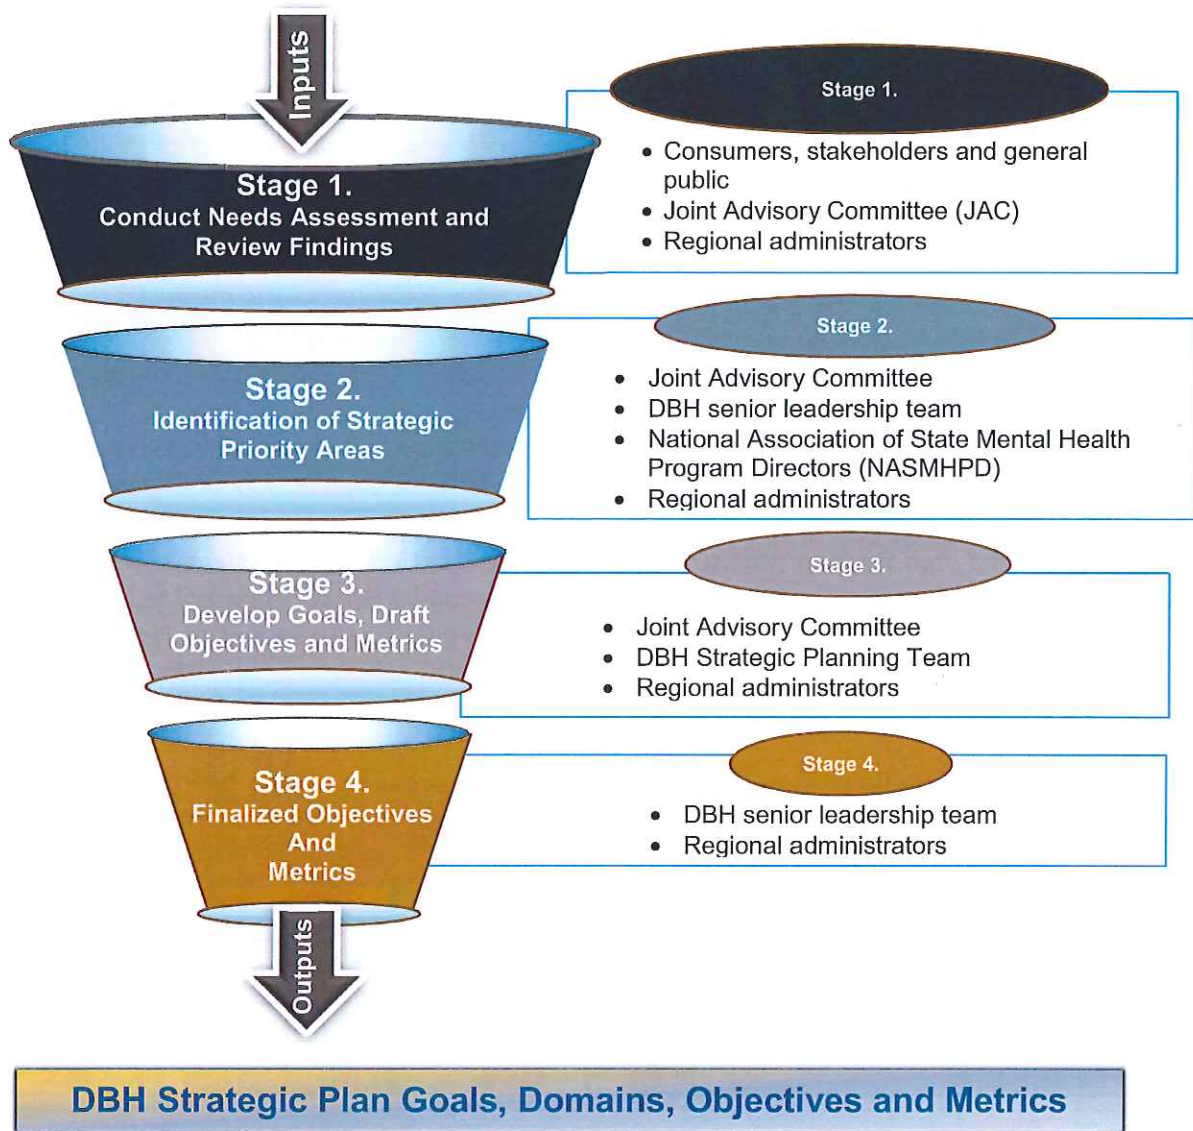 Inputs
Stage 1.
Conduct Needs Assessment and
Review Findings
Stage 1.
• Consumers, stakeholders and general
public
• Joint Advisory Committee (JAC)
• Regional administrators
Stage 2.
Identification of Strategic
Priority Areas
Stage 2.
• Joint Advisory Committee
• DBH senior leadership team
• National Association of State Mental Health
Program Directors (NASMHPD)
• Regional administrators
Stage 3.
Develop Goals, Draft
Objectives and Metrics
Stage 3.
• Joint Advisory Committee
• DBH Strategic Planning Team
• Regional administrators
Stage 4.
Finalized Objectives
And
Metrics
Stage 4.
• DBH senior leadership team
• Regional administrators
Outputs
DBH Strategic Plan Goals, Domains, Objectives and Metrics